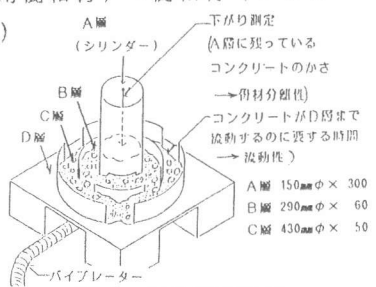 A層
(シリンダー)
下がり測定
(A層に残っている
コンクリートのかさ
→骨材分離性)
B層
C層
D層
コンクリートがD層まで
流動するのに要する時間
→流動性)
A層 150mmφ× 300
B層 290mmφ× 60
C層 430mmφ× 50
バイブレーター